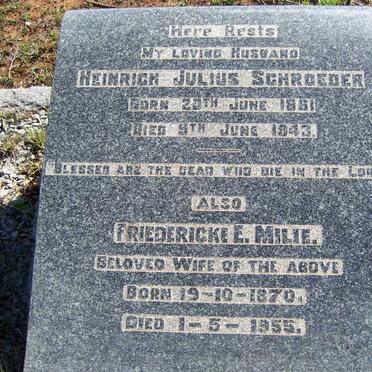 Here Rests
My Loving Husband
Heinrich Julius Schroeder
Born 29th June 1861
Died 9th June 1943.
"Blessed are the dead who die in the Lor
Also
Friedericke E. Milie.
Beloved Wife of the above
Born 19-10-1870.
Died 1-5-1955.